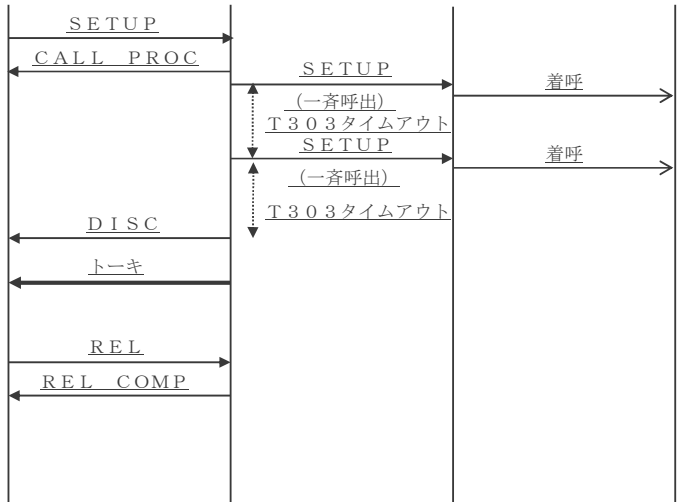 ＳＥＴＵＰ
ＣＡＬＬ　ＰＲＯＣ
ＳＥＴＵＰ
着呼
（一斉呼出）
Ｔ３０３タイムアウト
ＳＥＴＵＰ
着呼
（一斉呼出）
Ｔ３０３タイムアウト
ＤＩＳＣ
トーキ
ＲＥＬ
ＲＥＬ　ＣＯＭＰ